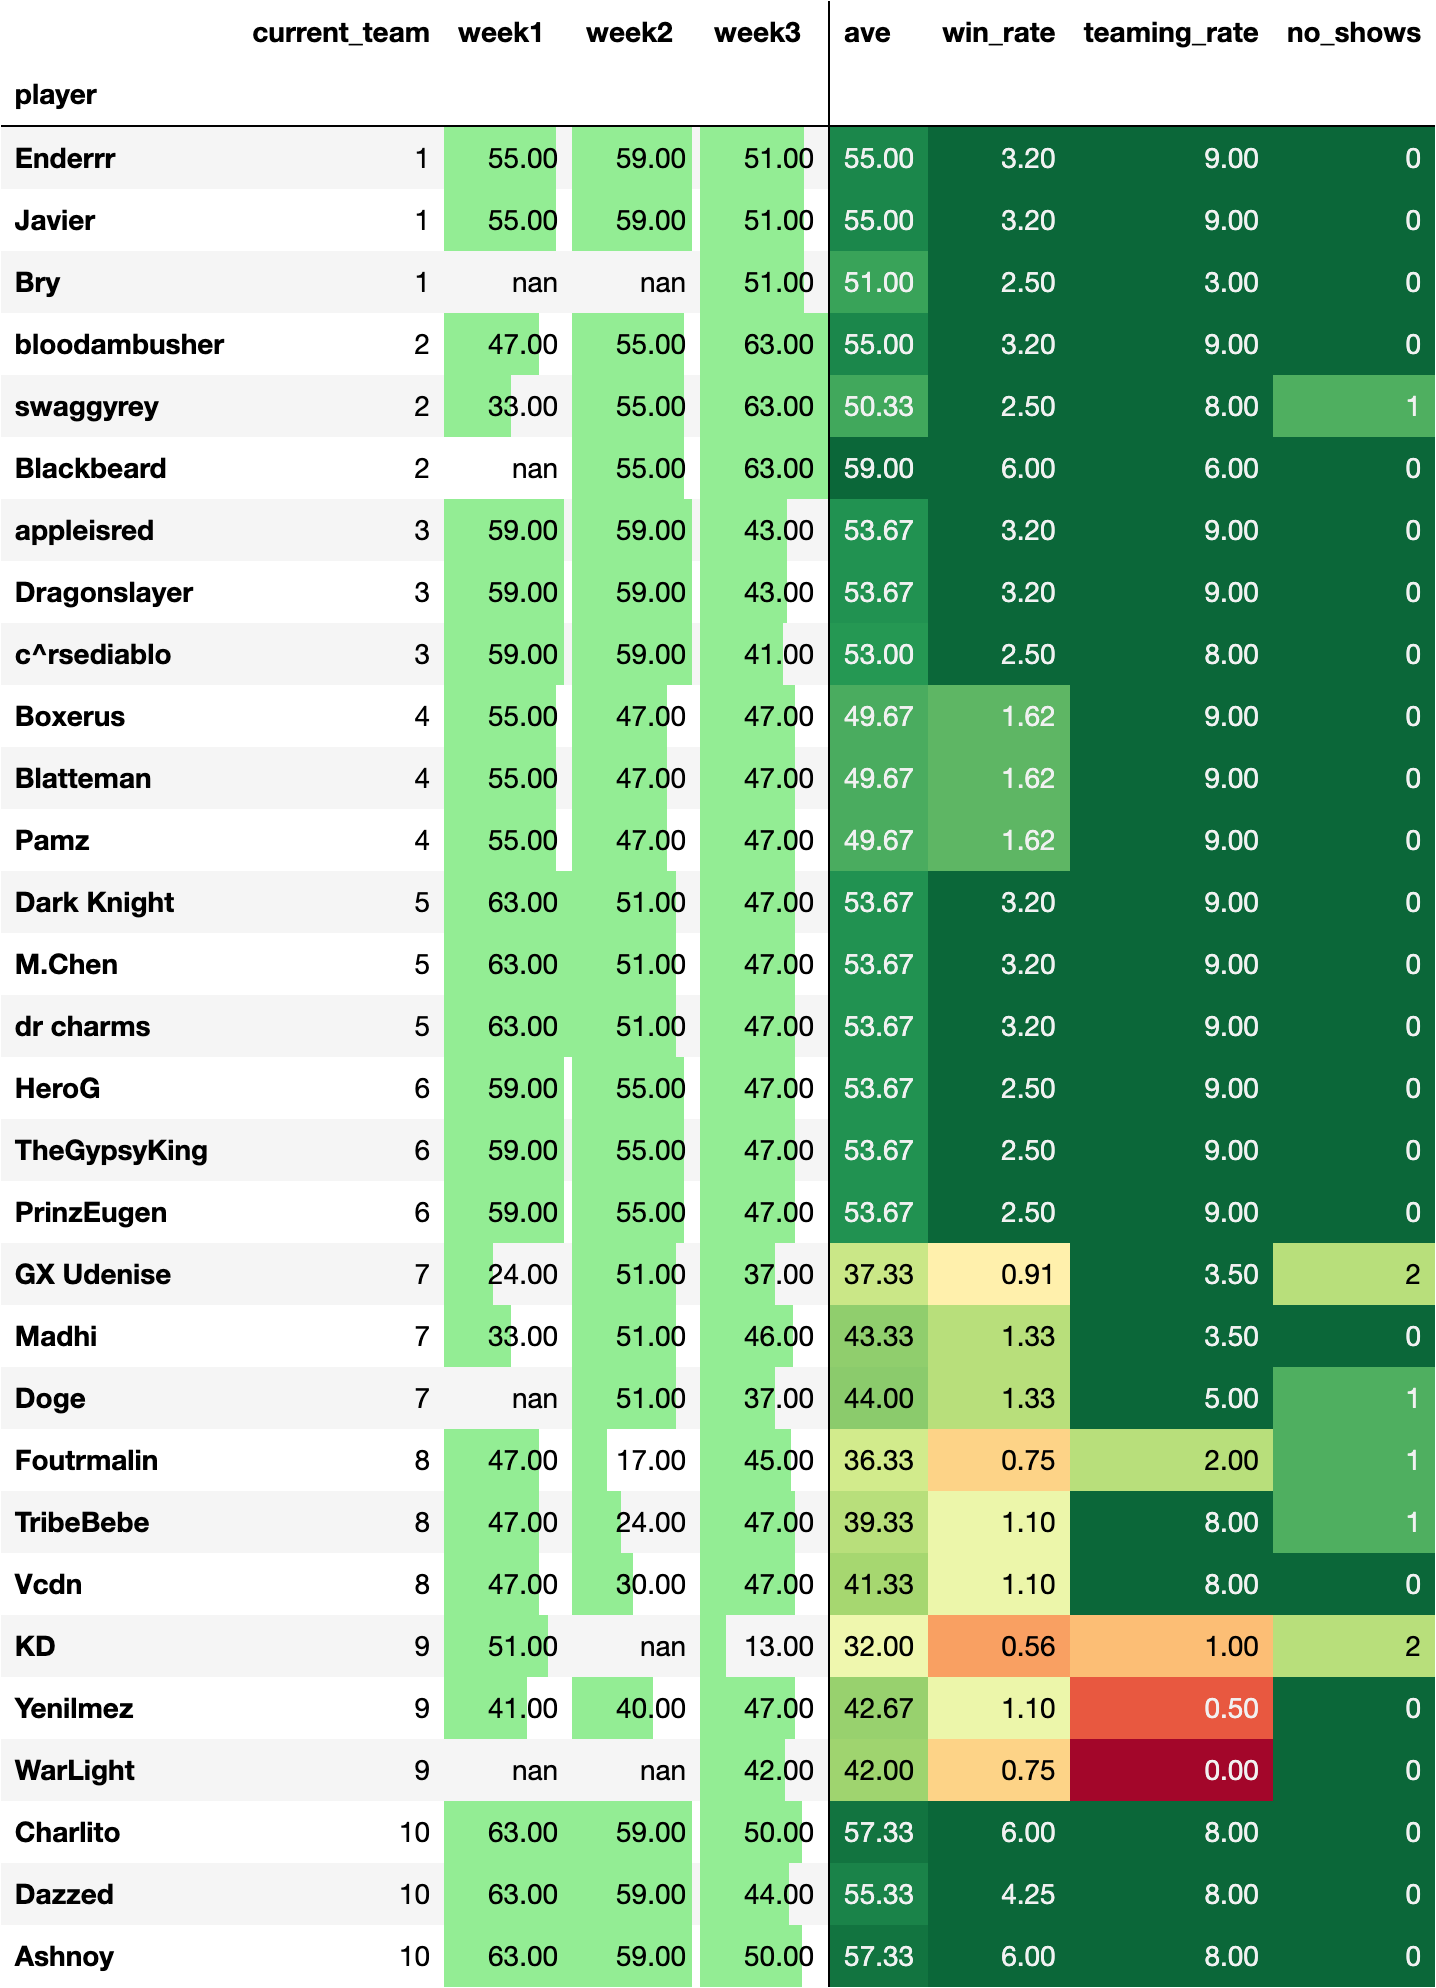 current_team week1 week2 week3 ave win_rate teaming_rate no_shows
player
Enderrr 1 55.00 59.00 51.00 55.00 3.20 9.00 0
Javier 1 55.00 59.00 51.00 55.00 3.20 9.00 0
Bry 1 nan nan 51.00 51.00 2.50 3.00 0
bloodambusher 2 47.00 55.00 63.00 55.00 3.20 9.00 0
swaggyrey 2 33.00 55.00 63.00 50.33 2.50 8.00 1
Blackbeard 2 nan 55.00 63.00 59.00 6.00 6.00 0
appleisred 3 59.00 59.00 43.00 53.67 3.20 9.00 0
Dragonslayer 3 59.00 59.00 43.00 53.67 3.20 9.00 0
c^rsediablo 3 59.00 59.00 41.00 53.00 2.50 8.00 0
Boxerus 4 55.00 47.00 47.00 49.67 1.62 9.00 0
Blatteman 4 55.00 47.00 47.00 49.67 1.62 9.00 0
Pamz 4 55.00 47.00 47.00 49.67 1.62 9.00 0
Dark Knight 5 63.00 51.00 47.00 53.67 3.20 9.00 0
M.Chen 5 63.00 51.00 47.00 53.67 3.20 9.00 0
dr charms 5 63.00 51.00 47.00 53.67 3.20 9.00 0
HeroG 6 59.00 55.00 47.00 53.67 2.50 9.00 0
TheGypsyKing 6 59.00 55.00 47.00 53.67 2.50 9.00 0
PrinzEugen 6 59.00 55.00 47.00 53.67 2.50 9.00 0
GX Udenise 7 24.00 51.00 37.00 37.33 0.91 3.50 2
Madhi 7 33.00 51.00 46.00 43.33 1.33 3.50 0
Doge 7 nan 51.00 37.00 44.00 1.33 5.00 1
Foutrmalin 8 47.00 17.00 45.00 36.33 0.75 2.00 1
TribeBebe 8 47.00 24.00 47.00 39.33 1.10 8.00 1
Vcdn 8 47.00 30.00 47.00 41.33 1.10 8.00 0
KD 9 51.00 nan 13.00 32.00 0.56 1.00 2
Yenilmez 9 41.00 40.00 47.00 42.67 1.10 0.50 0
WarLight 9 nan nan 42.00 42.00 0.75 0.00 0
Charlito 10 63.00 59.00 50.00 57.33 6.00 8.00 0
Dazzed 10 63.00 59.00 44.00 55.33 4.25 8.00 0
Ashnoy 10 63.00 59.00 50.00 57.33 6.00 8.00 0